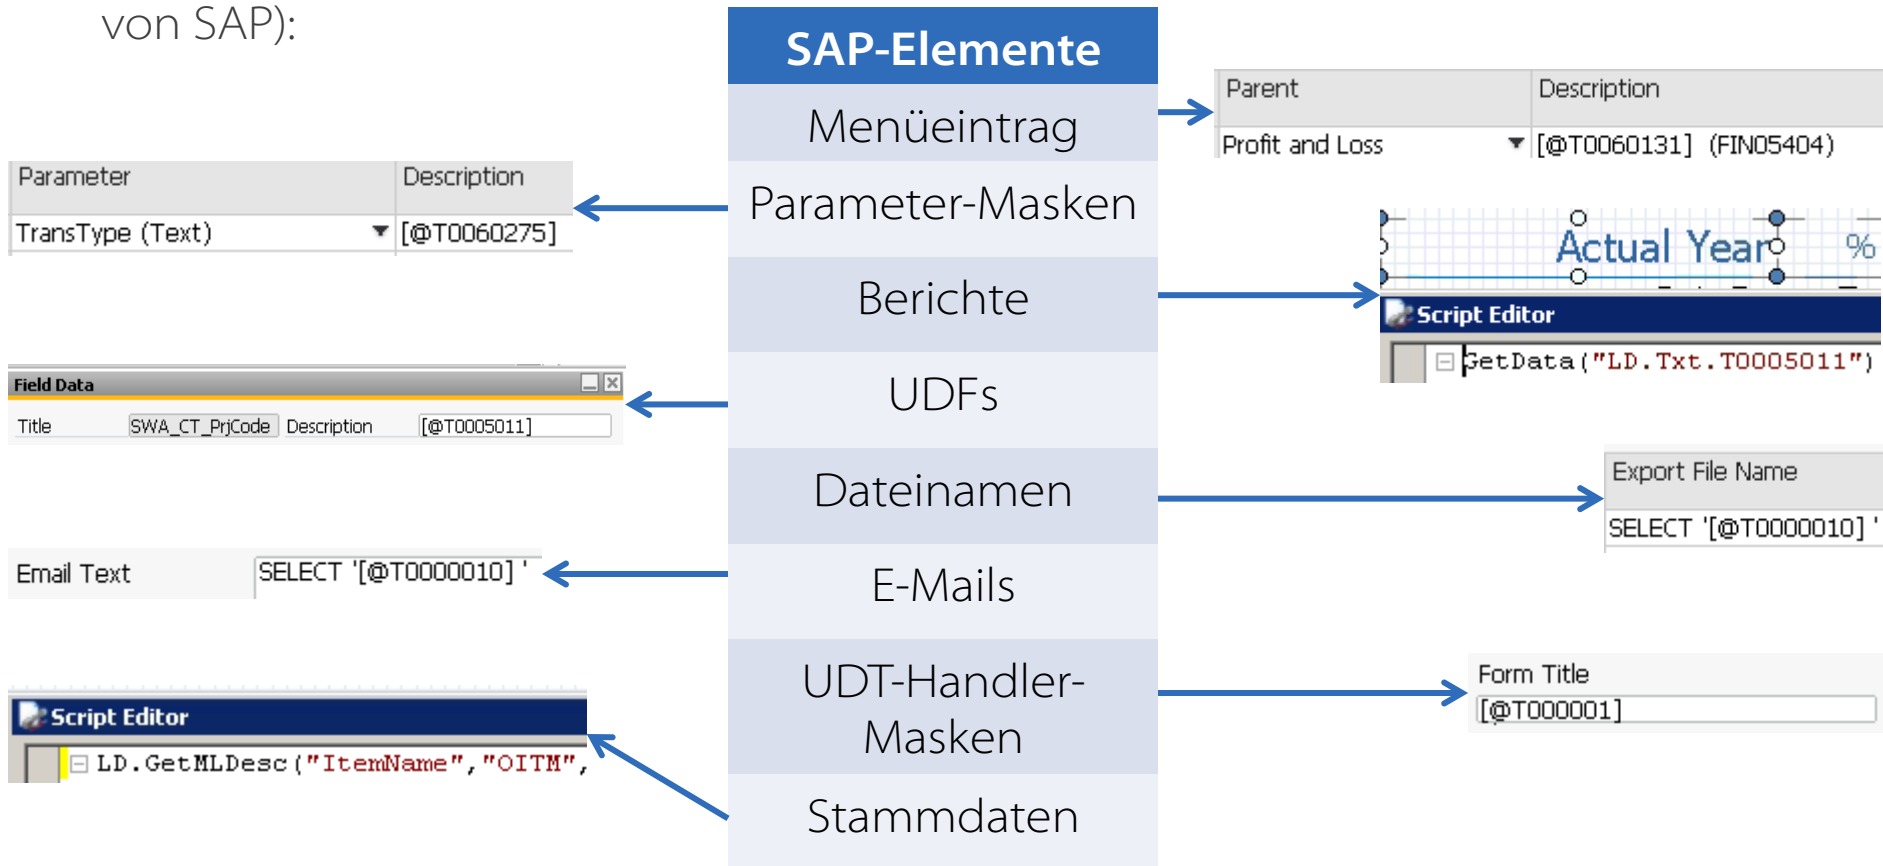 von SAP):
SAP-Elemente
Menüeintrag
Parent Description
Profit and Loss [@T0060131] (FIN05404)
Parameter-Masken
Parameter Description
TransType (Text) [@T0060275]
Berichte
Actual Year %
Script Editor
GetData("LD.Txt.T0005011")
UDFs
Field Data
Title SWA_CT_PrjCode Description [@T0005011]
Dateinamen
Export File Name
SELECT '[@T0000010] '
E-Mails
Email Text SELECT '[@T0000010] '
UDT-Handler-
Masken
Form Title
[@T000001]
Stammdaten
Script Editor
LD.GetMLDesc("ItemName","OITM",